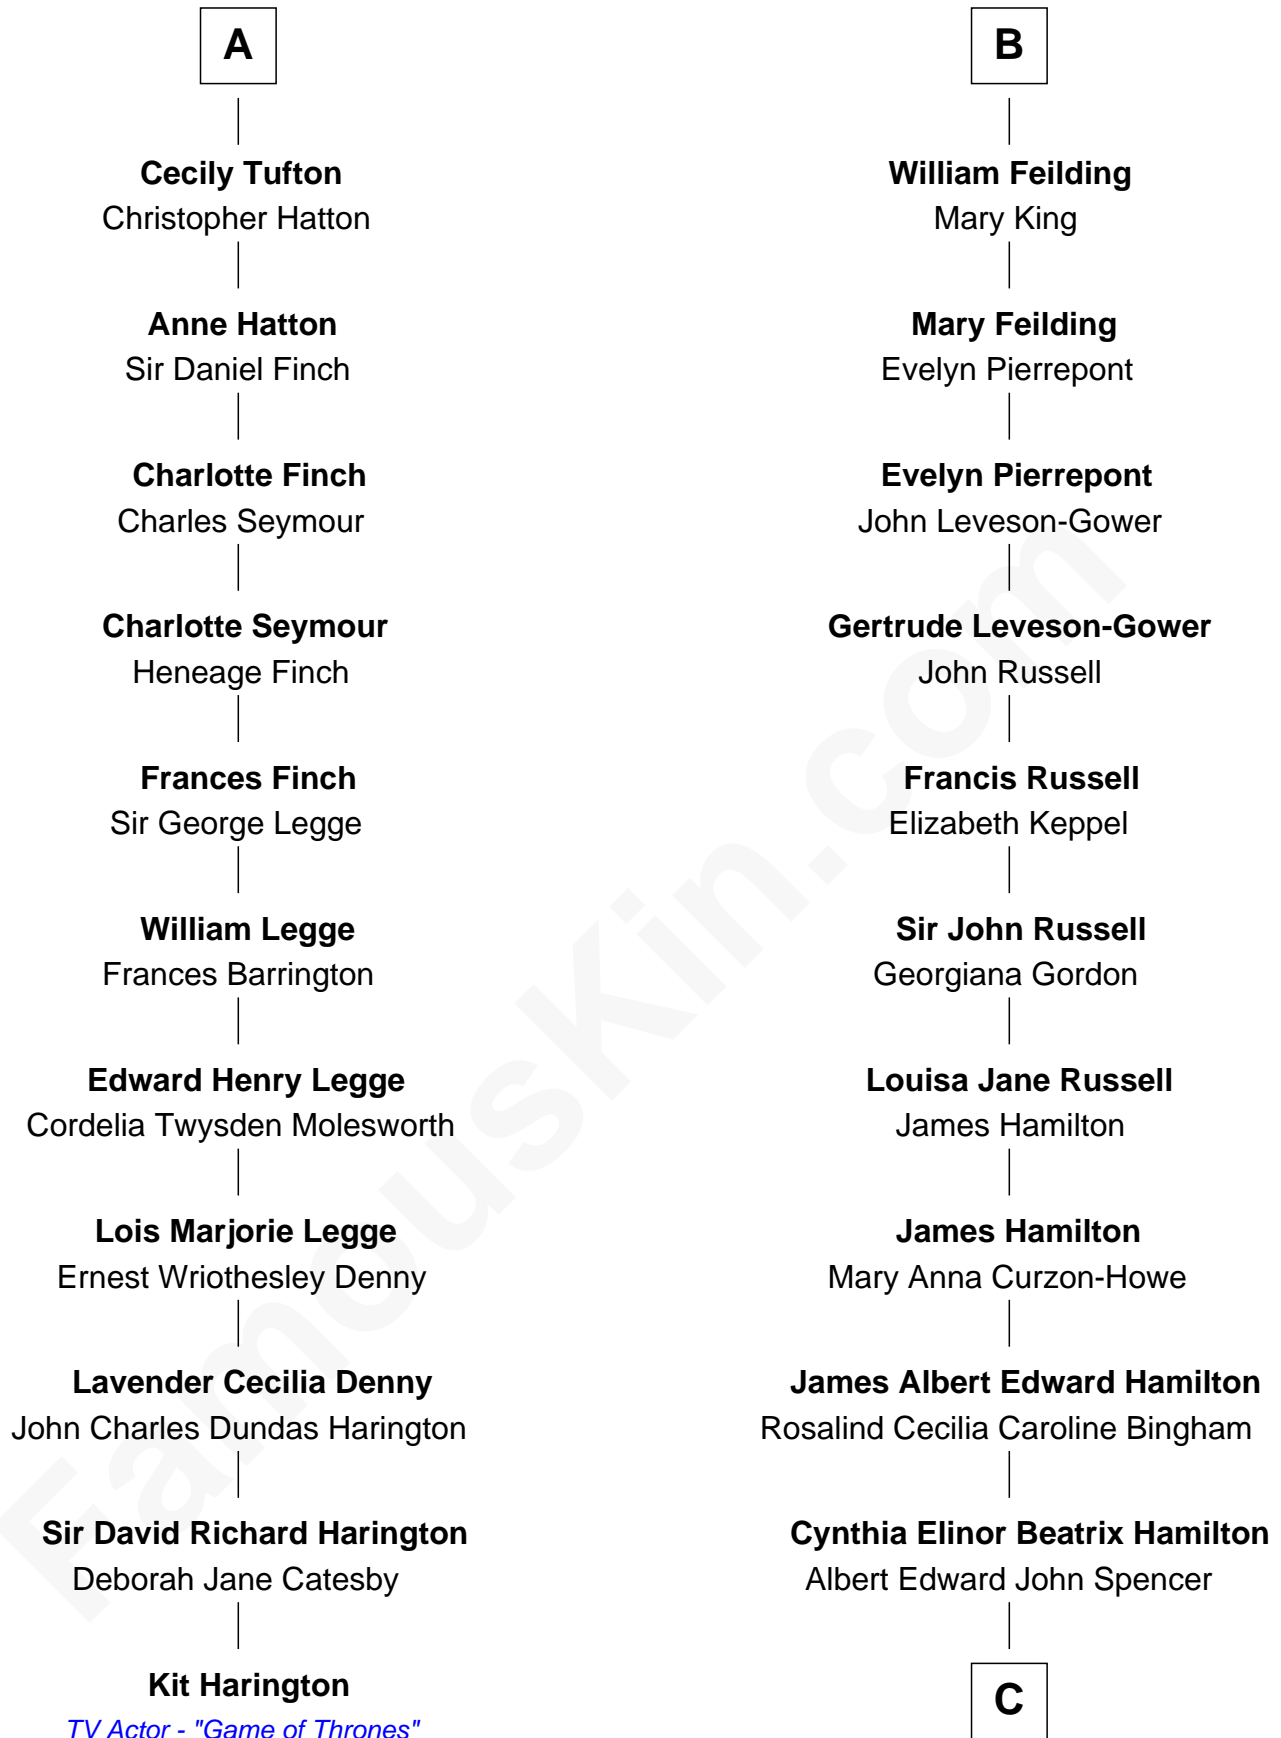 A
Cecily Tufton
Christopher Hatton
Anne Hatton
Sir Daniel Finch
Charlotte Finch
Charles Seymour
Charlotte Seymour
Heneage Finch
Frances Finch
Sir George Legge
William Legge
Frances Barrington
Edward Henry Legge
Cordelia Twysden Molesworth
Lois Marjorie Legge
Ernest Wriothesley Denny
Lavender Cecilia Denny
John Charles Dundas Harington
Sir David Richard Harington
Deborah Jane Catesby
Kit Harington
TV Actor - "Game of Thrones"
B
William Feilding
Mary King
Mary Feilding
Evelyn Pierrepont
Evelyn Pierrepont
John Leveson-Gower
Gertrude Leveson-Gower
John Russell
Francis Russell
Elizabeth Keppel
Sir John Russell
Georgiana Gordon
Louisa Jane Russell
James Hamilton
James Hamilton
Mary Anna Curzon-Howe
James Albert Edward Hamilton
Rosalind Cecilia Caroline Bingham
Cynthia Elinor Beatrix Hamilton
Albert Edward John Spencer
C
FamousKin.com